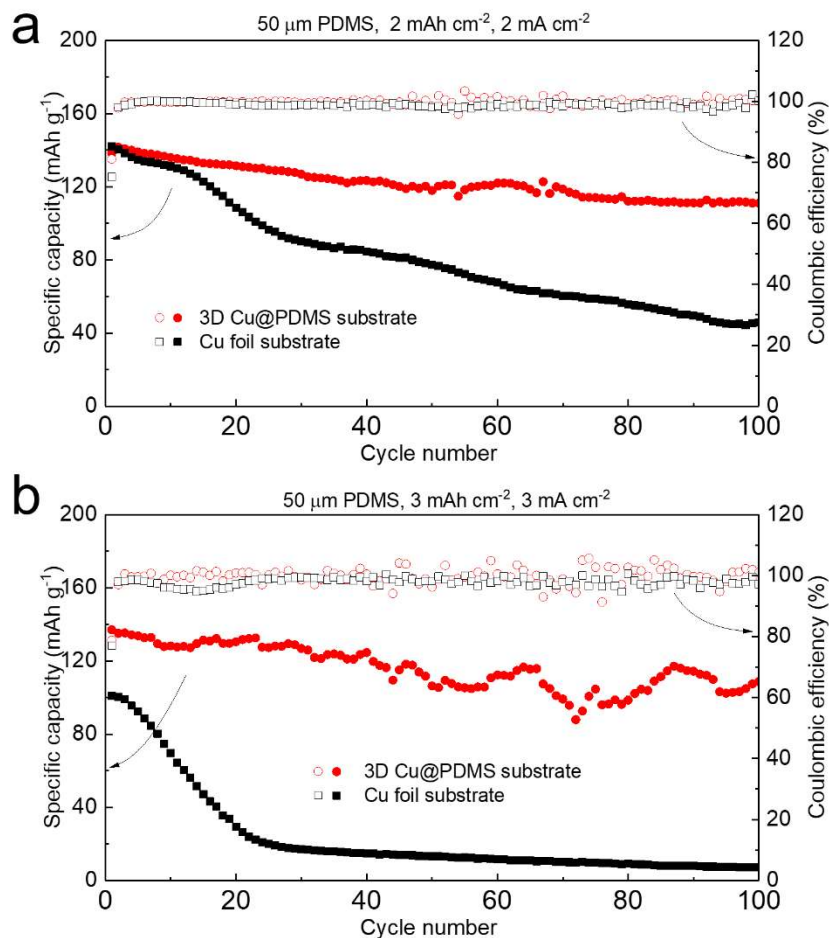 a
50 μm PDMS, 2 mAh cm⁻², 2 mA cm⁻²
200
160
120
80
40
0
Specific capacity (mAh g⁻¹)
120
100
80
60
40
20
0
Coulombic efficiency (%)
3D Cu@PDMS substrate
Cu foil substrate
0 20 40 60 80 100
Cycle number
b
50 μm PDMS, 3 mAh cm⁻², 3 mA cm⁻²
200
160
120
80
40
0
Specific capacity (mAh g⁻¹)
120
100
80
60
40
20
0
Coulombic efficiency (%)
3D Cu@PDMS substrate
Cu foil substrate
0 20 40 60 80 100
Cycle number